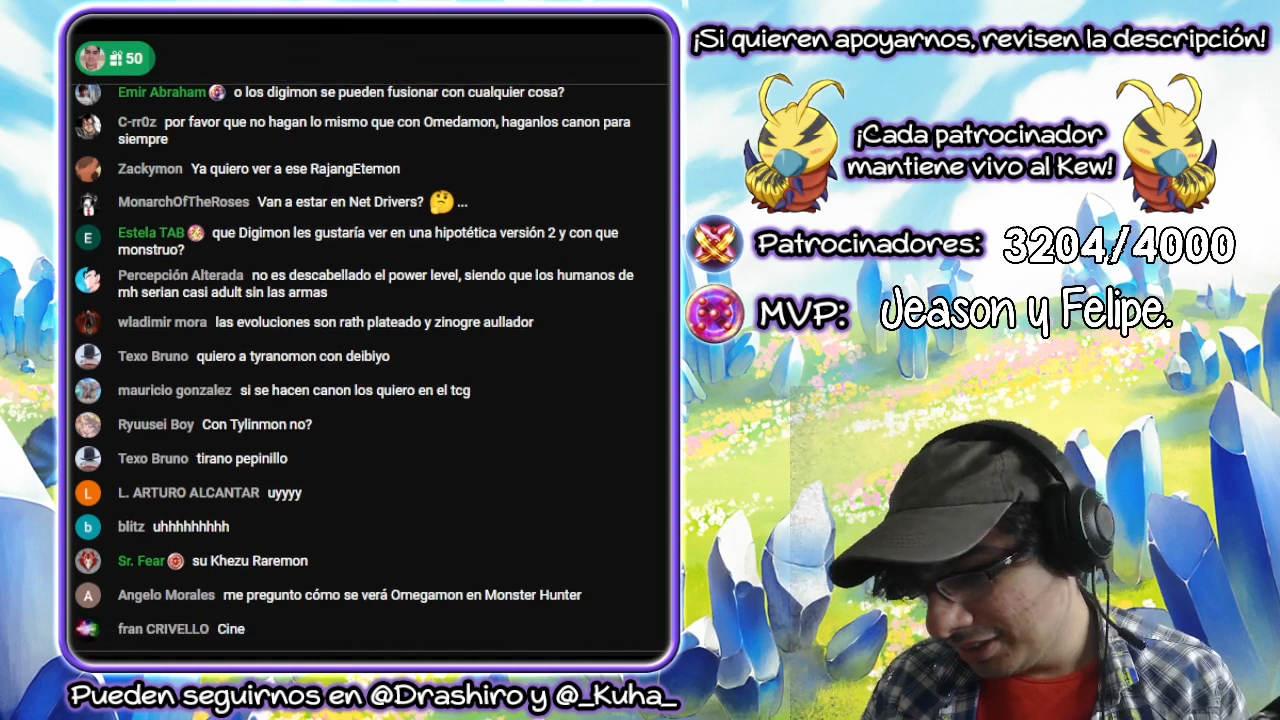 50
Emir Abraham o los digimon se pueden fusionar con cualquier cosa?
C-rr0z por favor que no hagan lo mismo que con Omedamon, haganlos canon para
siempre
Zackymon Ya quiero ver a ese RajangEtemon
MonarchOfTheRoses Van a estar en Net Drivers? 🤔 ...
E
Estela TAB que Digimon les gustaría ver en una hipotética versión 2 y con que
monstruo?
Percepción Alterada no es descabellado el power level, siendo que los humanos de
mh serian casi adult sin las armas
wladimir mora las evoluciones son rath plateado y zinogre aullador
Texo Bruno quiero a tyranomon con deibiyo
mauricio gonzalez si se hacen canon los quiero en el tcg
Ryuusei Boy Con Tylinmon no?
Texo Bruno tirano pepinillo
L L. ARTURO ALCANTAR uyyyy
b blitz uhhhhhhhhh
Sr. Fear su Khezu Raremon
A Angelo Morales me pregunto cómo se verá Omegamon en Monster Hunter
fran CRIVELLO Cine
Pueden seguirnos en @Drashiro y @_Kuha_
¡Si quieren apoyarnos, revisen la descripción!
¡Cada patrocinador
mantiene vivo al Kew!
Patrocinadores: 3204/4000
MVP: Jeason y Felipe.